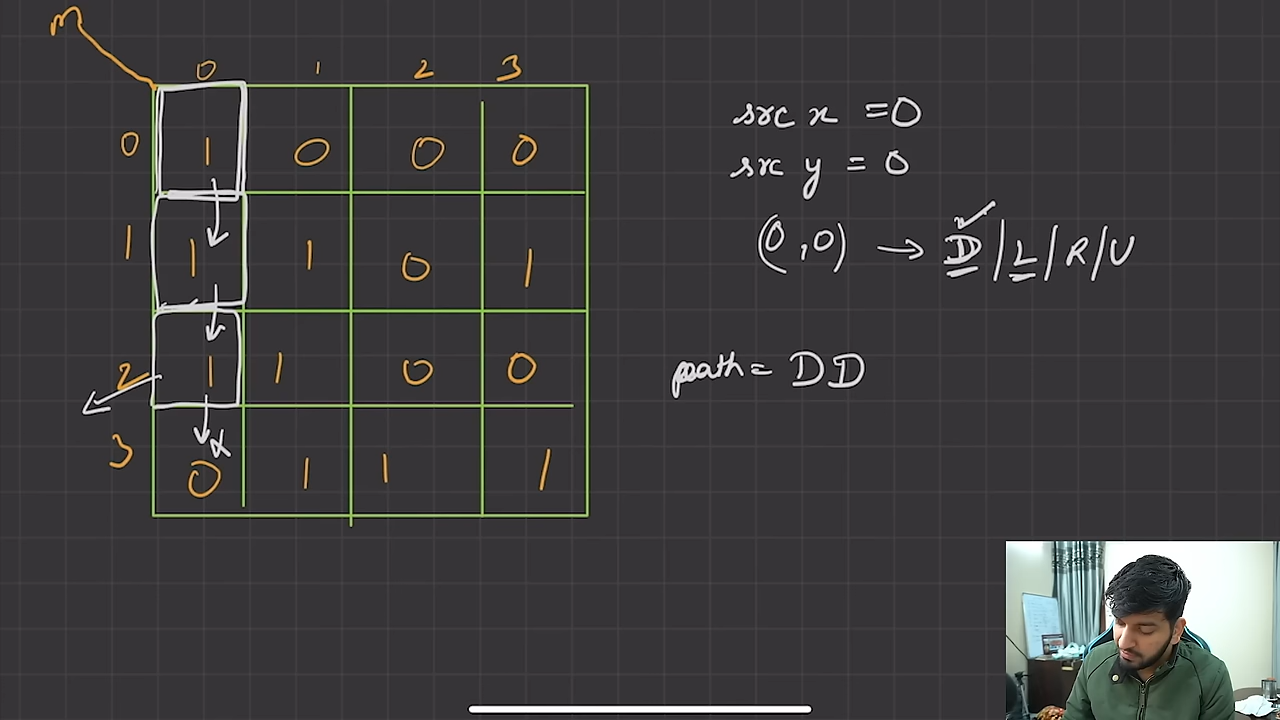 m
0 1 2 3
0 1 0 0 0
1 1 1 0 1
2 1 1 0 0
3 0 1 1 1
x
src x = 0
src y = 0
(0,0) → D/L/R/U
path = DD